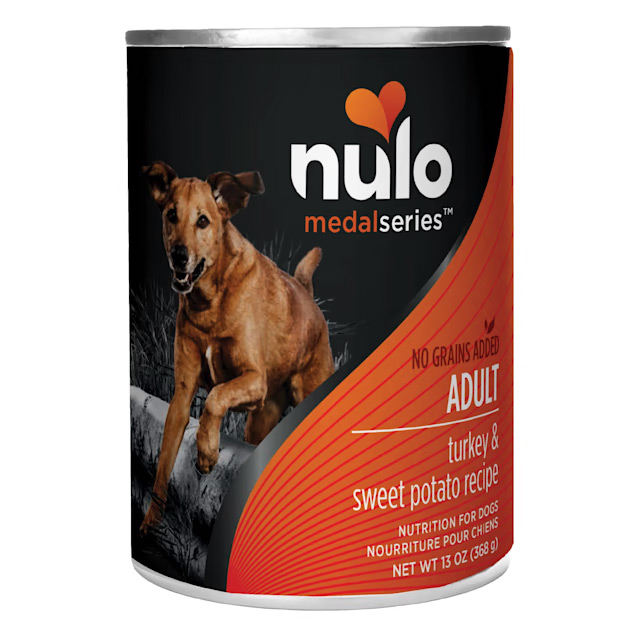 nulo
medalseries™
NO GRAINS ADDED
ADULT
turkey &
sweet potato recipe
NUTRITION FOR DOGS
NOURRITURE POUR CHIENS
NET WT 13 OZ (368 g)